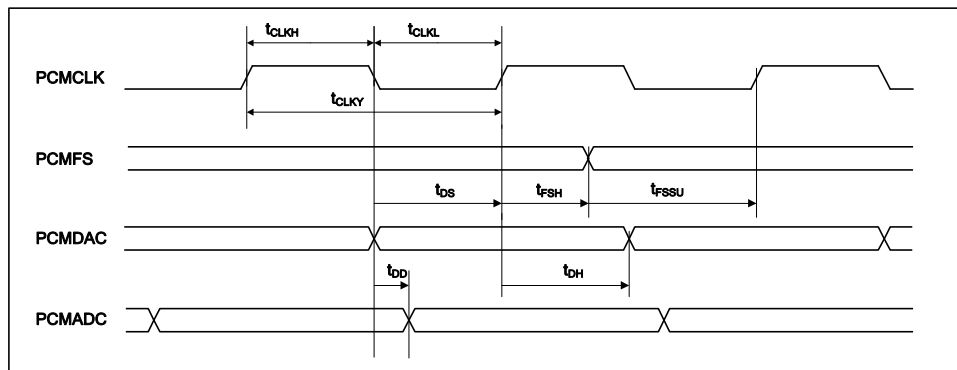 tCLKH tCLKL
PCMCLK
tCLKY
PCMFS
tDS tFSH tFSSU
PCMDAC
tDD tDH
PCMADC